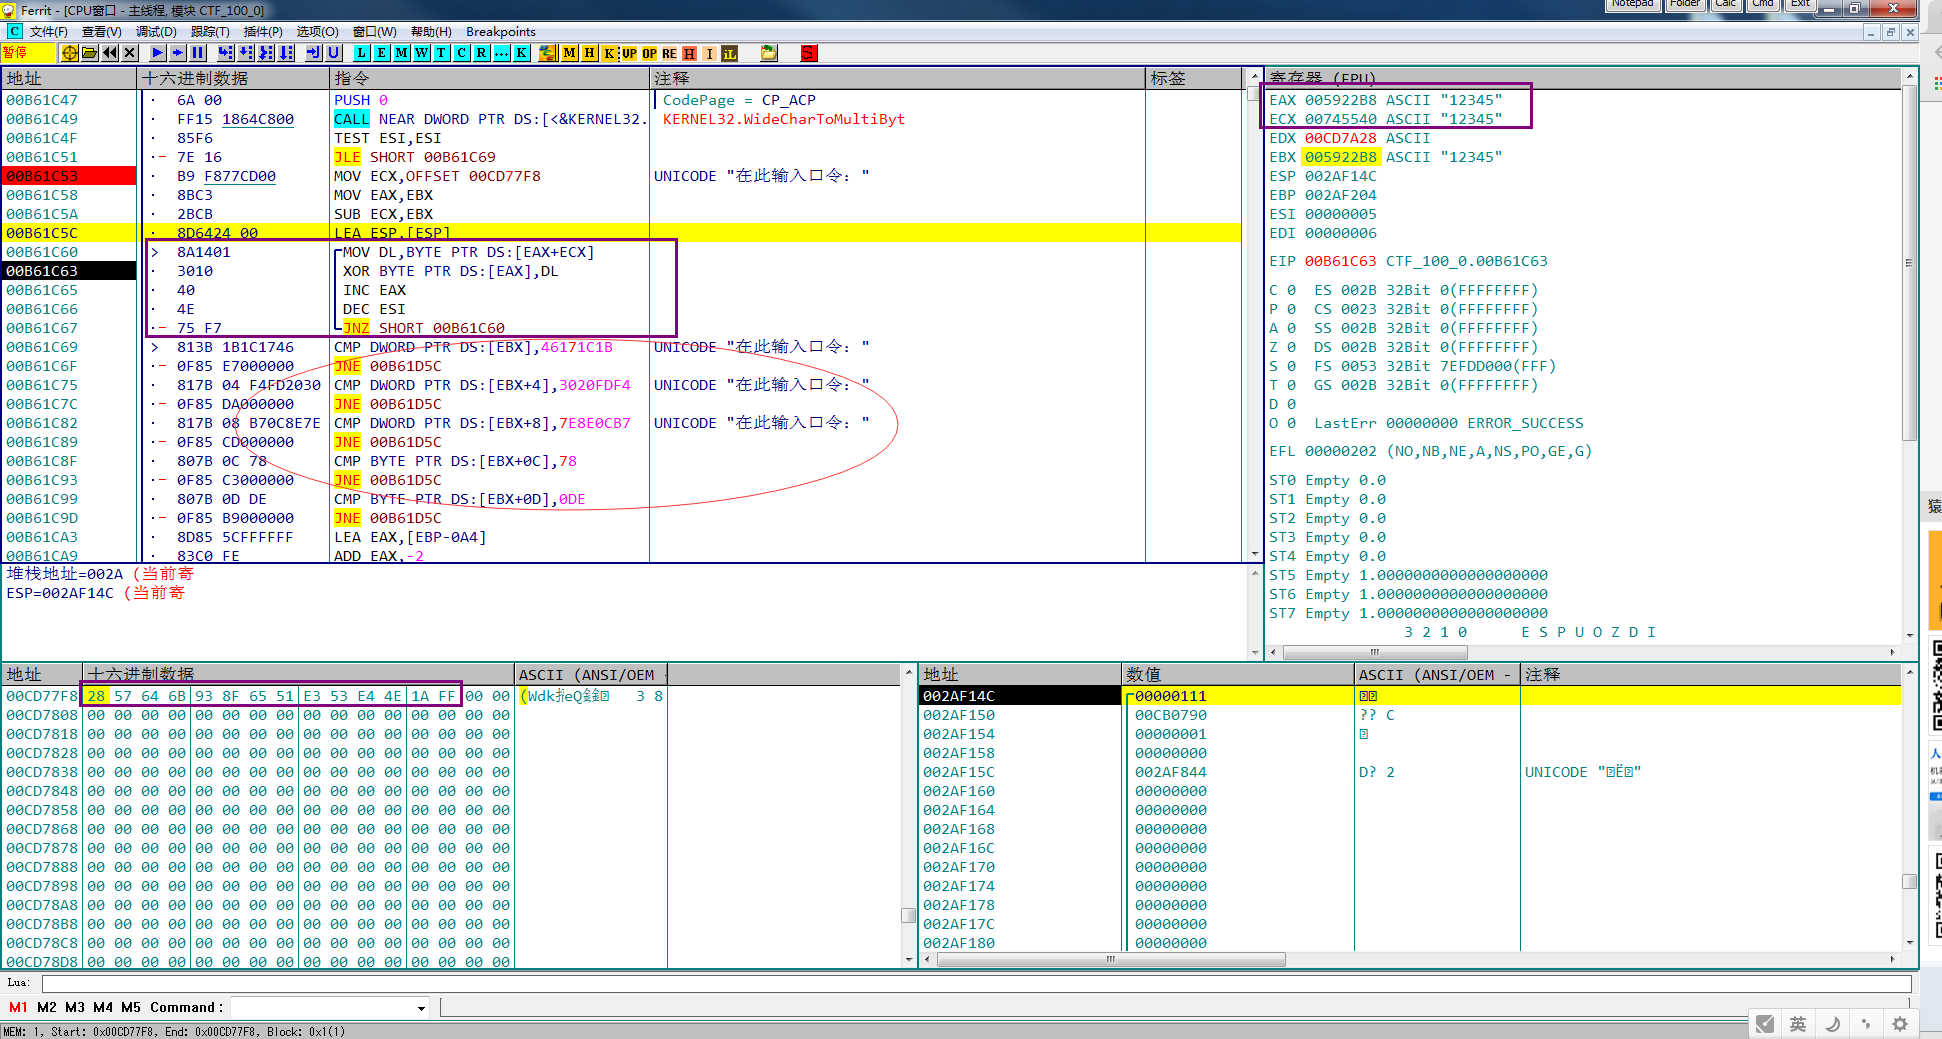 Ferrit - [CPU窗口 - 主线程, 模块 CTF_100_0]
Notepad Folder Calc Cmd Exit
文件(F) 查看(V) 调试(D) 跟踪(T) 插件(P) 选项(O) 窗口(W) 帮助(H) Breakpoints
暂停 L E M W T C R ... K M H K VP OP RE H I iL S
地址 十六进制数据 指令 注释 标签
00B61C47 · 6A 00 PUSH 0 CodePage = CP_ACP
00B61C49 · FF15 1864C800 CALL NEAR DWORD PTR DS:[<&KERNEL32. KERNEL32.WideCharToMultiByt
00B61C4F · 85F6 TEST ESI,ESI
00B61C51 ·- 7E 16 JLE SHORT 00B61C69
00B61C53 · B9 F877CD00 MOV ECX,OFFSET 00CD77F8 UNICODE "在此输入口令："
00B61C58 · 8BC3 MOV EAX,EBX
00B61C5A · 2BCB SUB ECX,EBX
00B61C5C · 8D6424 00 LEA ESP,[ESP]
00B61C60 > 8A1401 MOV DL,BYTE PTR DS:[EAX+ECX]
00B61C63 · 3010 XOR BYTE PTR DS:[EAX],DL
00B61C65 · 40 INC EAX
00B61C66 · 4E DEC ESI
00B61C67 ·- 75 F7 JNZ SHORT 00B61C60
00B61C69 > 813B 1B1C1746 CMP DWORD PTR DS:[EBX],46171C1B UNICODE "在此输入口令："
00B61C6F ·- 0F85 E7000000 JNE 00B61D5C
00B61C75 · 817B 04 F4FD2030 CMP DWORD PTR DS:[EBX+4],3020FDF4 UNICODE "在此输入口令："
00B61C7C ·- 0F85 DA000000 JNE 00B61D5C
00B61C82 · 817B 08 B70C8E7E CMP DWORD PTR DS:[EBX+8],7E8E0CB7 UNICODE "在此输入口令："
00B61C89 ·- 0F85 CD000000 JNE 00B61D5C
00B61C8F · 807B 0C 78 CMP BYTE PTR DS:[EBX+0C],78
00B61C93 ·- 0F85 C3000000 JNE 00B61D5C
00B61C99 · 807B 0D DE CMP BYTE PTR DS:[EBX+0D],0DE
00B61C9D ·- 0F85 B9000000 JNE 00B61D5C
00B61CA3 · 8D85 5CFFFFFF LEA EAX,[EBP-0A4]
00B61CA9 · 83C0 FE ADD EAX,-2
堆栈地址=002A (当前寄
ESP=002AF14C (当前寄
寄存器 (FPU)
EAX 005922B8 ASCII "12345"
ECX 00745540 ASCII "12345"
EDX 00CD7A28 ASCII
EBX 005922B8 ASCII "12345"
ESP 002AF14C
EBP 002AF204
ESI 00000005
EDI 00000006
EIP 00B61C63 CTF_100_0.00B61C63
C 0 ES 002B 32Bit 0(FFFFFFFF)
P 0 CS 0023 32Bit 0(FFFFFFFF)
A 0 SS 002B 32Bit 0(FFFFFFFF)
Z 0 DS 002B 32Bit 0(FFFFFFFF)
S 0 FS 0053 32Bit 7EFDD000(FFF)
T 0 GS 002B 32Bit 0(FFFFFFFF)
D 0
O 0 LastErr 00000000 ERROR_SUCCESS
EFL 00000202 (NO,NB,NE,A,NS,PO,GE,G)
ST0 Empty 0.0
ST1 Empty 0.0
ST2 Empty 0.0
ST3 Empty 0.0
ST4 Empty 0.0
ST5 Empty 1.0000000000000000000
ST6 Empty 1.0000000000000000000
ST7 Empty 1.0000000000000000000
3 2 1 0 E S P U O Z D I
地址 十六进制数据 ASCII (ANSI/OEM -
00CD77F8 28 57 64 6B 93 8F 65 51 E3 53 E4 4E 1A FF 00 00
00CD7808 00 00 00 00 00 00 00 00 00 00 00 00 00 00 00 00
00CD7818 00 00 00 00 00 00 00 00 00 00 00 00 00 00 00 00
00CD7828 00 00 00 00 00 00 00 00 00 00 00 00 00 00 00 00
00CD7838 00 00 00 00 00 00 00 00 00 00 00 00 00 00 00 00
00CD7848 00 00 00 00 00 00 00 00 00 00 00 00 00 00 00 00
00CD7858 00 00 00 00 00 00 00 00 00 00 00 00 00 00 00 00
00CD7868 00 00 00 00 00 00 00 00 00 00 00 00 00 00 00 00
00CD7878 00 00 00 00 00 00 00 00 00 00 00 00 00 00 00 00
00CD7888 00 00 00 00 00 00 00 00 00 00 00 00 00 00 00 00
00CD7898 00 00 00 00 00 00 00 00 00 00 00 00 00 00 00 00
00CD78A8 00 00 00 00 00 00 00 00 00 00 00 00 00 00 00 00
00CD78B8 00 00 00 00 00 00 00 00 00 00 00 00 00 00 00 00
00CD78C8 00 00 00 00 00 00 00 00 00 00 00 00 00 00 00 00
00CD78D8 00 00 00 00 00 00 00 00 00 00 00 00 00 00 00 00
地址 数值 ASCII (ANSI/OEM - 注释
002AF14C 00000111
002AF150 00CB0790 ?? C
002AF154 00000001
002AF158 00000000
002AF15C 002AF844 D? 2 UNICODE
002AF160 00000000
002AF164 00000000
002AF168 00000000
002AF16C 00000000
002AF170 00000000
002AF174 00000000
002AF178 00000000
002AF17C 00000000
002AF180 00000000
Lua:
M1 M2 M3 M4 M5 Command:
MEM: 1, Start: 0x00CD77F8, End: 0x00CD77F8, Block: 0x1(1)
英
猿
人